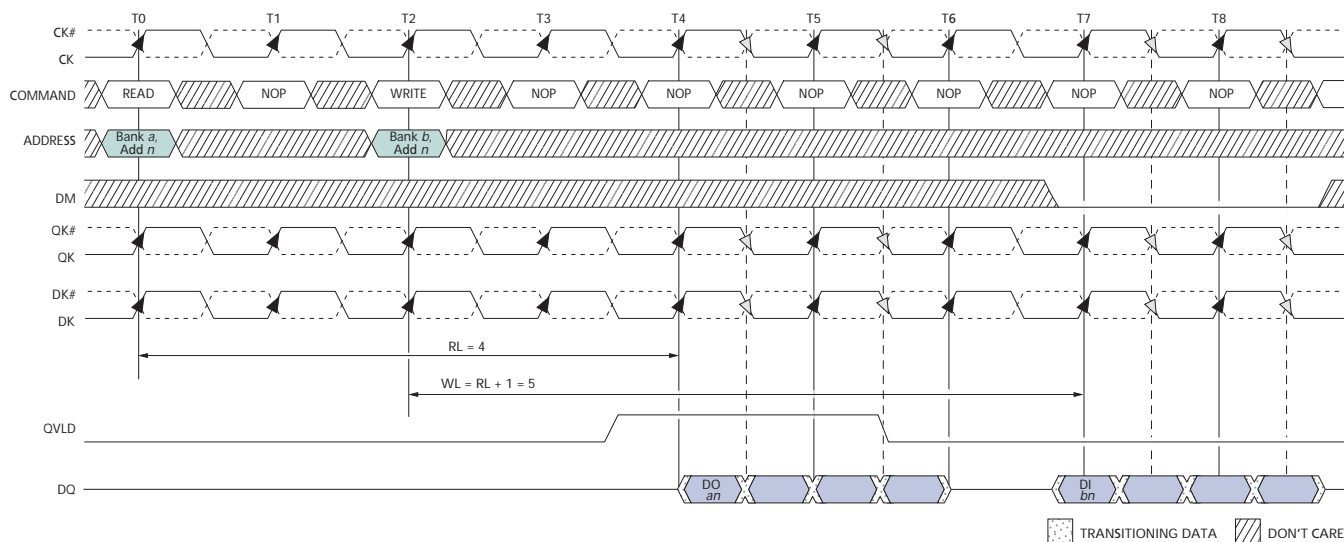 T0 T1 T2 T3 T4 T5 T6 T7 T8
CK#
CK
COMMAND READ NOP WRITE NOP NOP NOP NOP NOP NOP
ADDRESS Bank a, Add n Bank b, Add n
DM
QK#
QK
DK#
DK
RL = 4
WL = RL + 1 = 5
QVLD
DQ DO an DI bn
TRANSITIONING DATA DON'T CARE